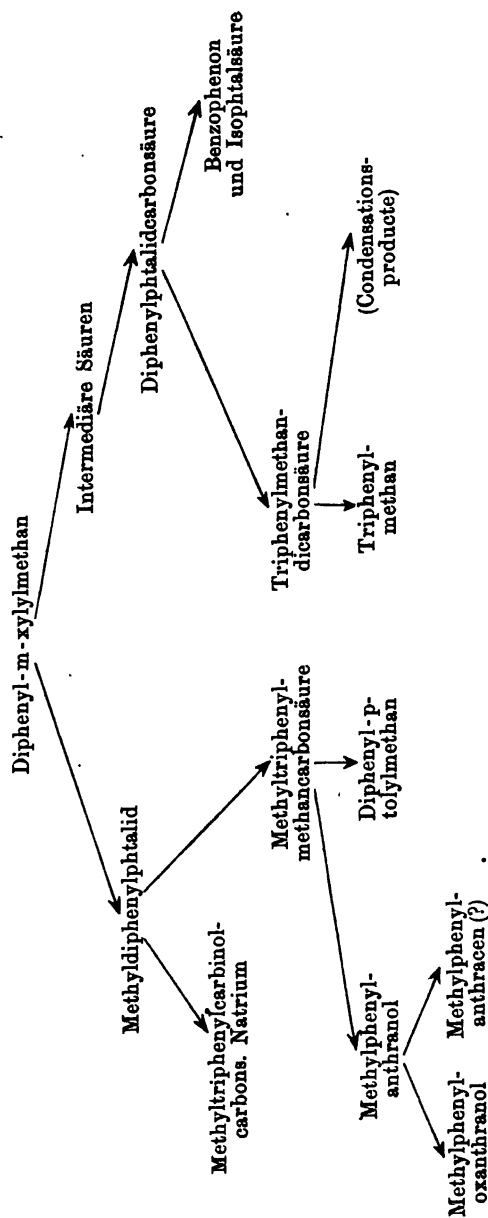 Diphenyl-m-xylylmethan
Intermediäre Säuren
Methyldiphenylphtalid
Diphenylphtalidcarbonsäure
Methyltriphenylcarbinol-
carbons. Natrium
Methyltriphenyl-
methancarbonsäure
Triphenylmethan-
dicarbonsäure
Benzophenon
und Isophtalsäure
Methylphenyl-
anthranol
Diphenyl-p-
tolylmethan
Triphenyl-
methan
(Condensations-
producte)
Methylphenyl-
oxanthranol
Methylphenyl-
anthracen (?)